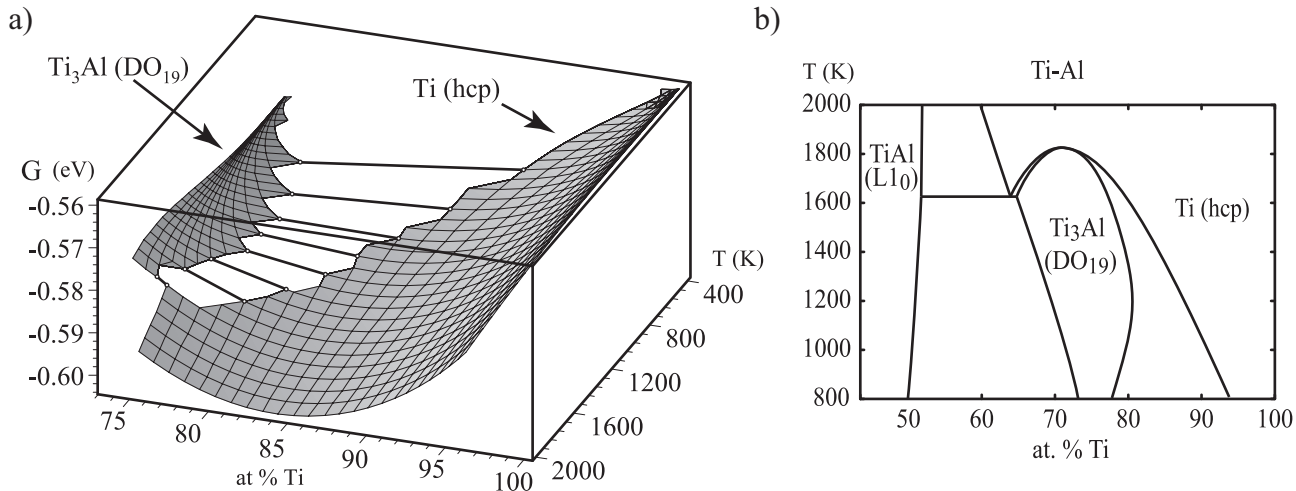 a)
Ti₃Al (DO₁₉)
Ti (hcp)
G (eV)
-0.56
-0.57
-0.58
-0.59
-0.60
75
80
85
90
95
100
at % Ti
T (K)
400
800
1200
1600
2000
b)
Ti-Al
T (K)
2000
1800
1600
1400
1200
1000
800
TiAl
(L1₀)
Ti₃Al
(DO₁₉)
Ti (hcp)
50
60
70
80
90
100
at. % Ti